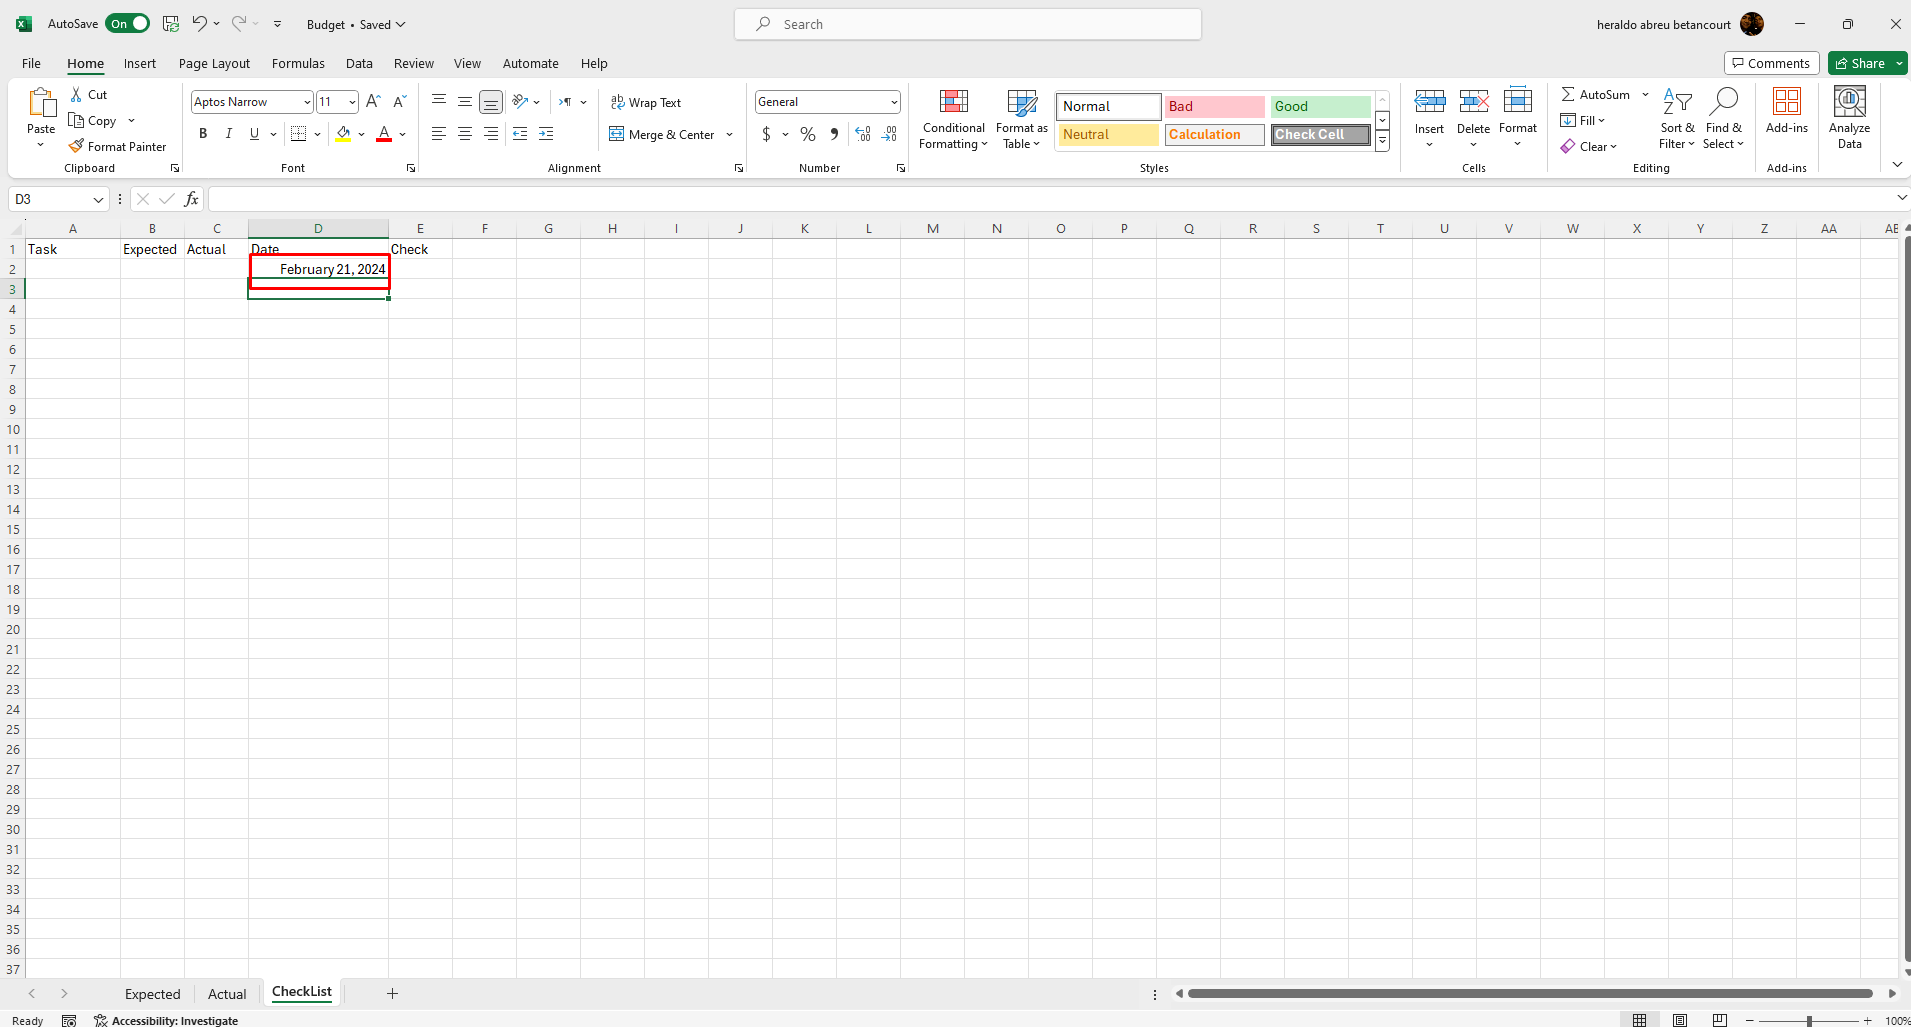 AutoSave On Budget • Saved Search heraldo abreu betancourt
File Home Insert Page Layout Formulas Data Review View Automate Help Comments Share
Paste Cut Copy Format Painter Clipboard
Aptos Narrow 11 B I U Font
Wrap Text Merge & Center Alignment
General $ % Number
Conditional Formatting Format as Table
Normal Bad Good
Neutral Calculation Check Cell
Styles
Insert Delete Format Cells
AutoSum Fill Clear Sort & Filter Find & Select Editing
Add-ins Add-ins
Analyze Data
D3 fx
A B C D E F G H I J K L M N O P Q R S T U V W X Y Z AA AB
1 Task Expected Actual Date Check
2 February 21, 2024
3
4
5
6
7
8
9
10
11
12
13
14
15
16
17
18
19
20
21
22
23
24
25
26
27
28
29
30
31
32
33
34
35
36
37
Expected Actual CheckList
Ready Accessibility: Investigate 100%